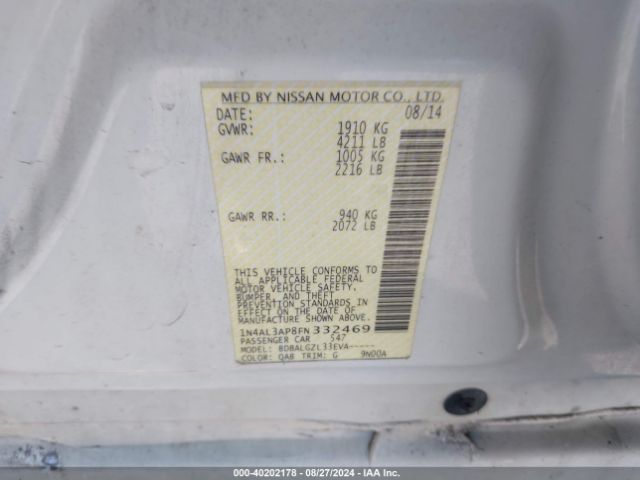 MFD BY NISSAN MOTOR CO., LTD.
DATE: 08/14
GVWR: 1910 KG
4211 LB
GAWR FR.: 1005 KG
2216 LB
GAWR RR.: 940 KG
2072 LB
THIS VEHICLE CONFORMS TO
ALL APPLICABLE FEDERAL
MOTOR VEHICLE SAFETY,
BUMPER, AND THEFT
PREVENTION STANDARDS IN
EFFECT ON THE DATE OF
MANUFACTURE SHOWN ABOVE.
1N4AL3AP8FN332469
PASSENGER CAR 547
MODEL: BDBALGZL33EVA-----
COLOR: QAB TRIM: G 9N00A
000-40202178 - 08/27/2024 - IAA Inc.